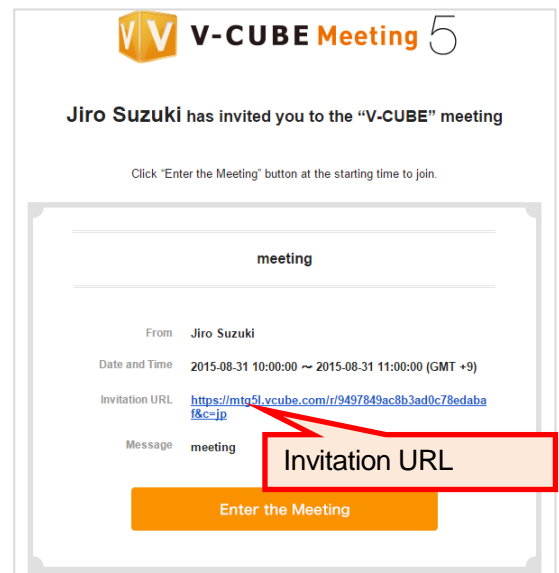 V-CUBE Meeting 5
Jiro Suzuki has invited you to the “V-CUBE” meeting
Click “Enter the Meeting” button at the starting time to join.
meeting
From Jiro Suzuki
Date and Time 2015-08-31 10:00:00 ～ 2015-08-31 11:00:00 (GMT +9)
Invitation URL https://mtg5l.vcube.com/r/9497849ac8b3ad0c78edaba
f&c=jp
Message meeting
Invitation URL
Enter the Meeting